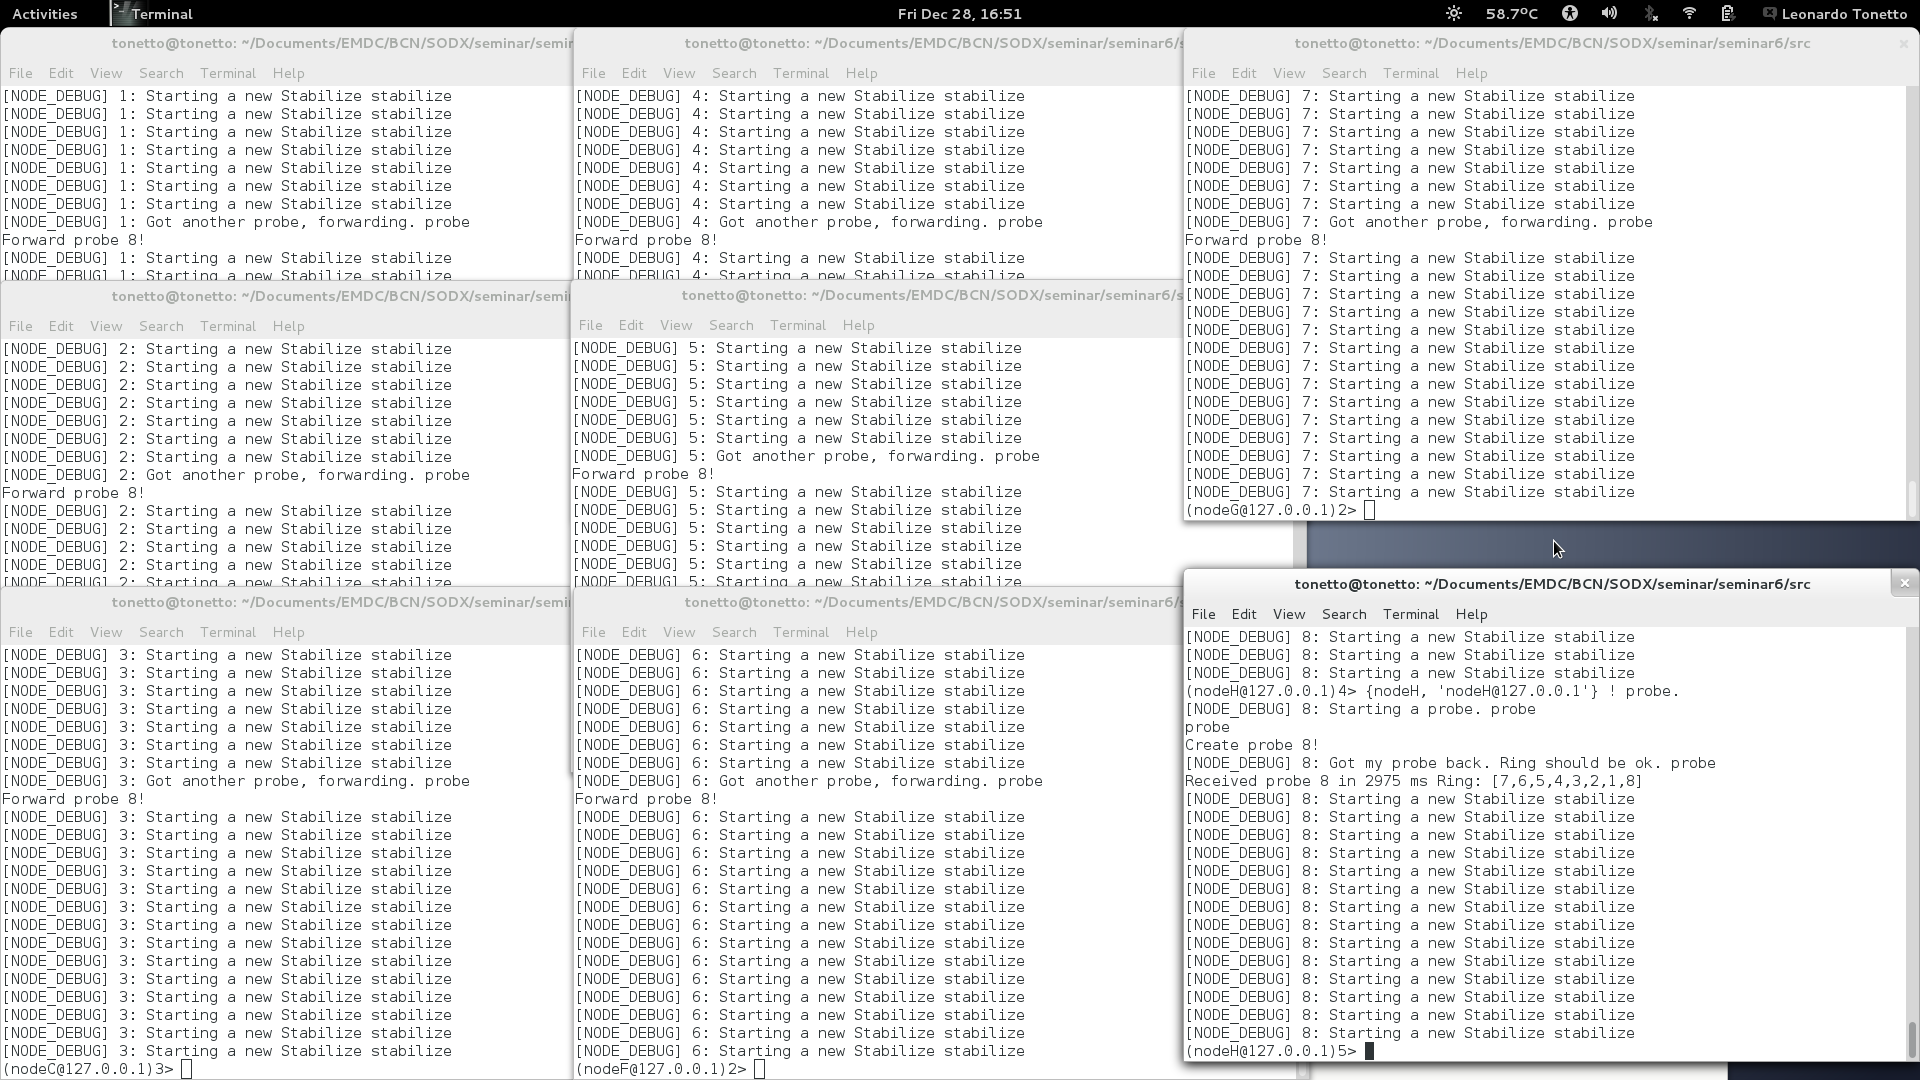 Activities
Terminal
Fri Dec 28, 16:51
58.7ºC
Leonardo Tonetto
tonetto@tonetto: ~/Documents/EMDC/BCN/SODX/seminar/semin
File Edit View Search Terminal Help
[NODE_DEBUG] 1: Starting a new Stabilize stabilize
[NODE_DEBUG] 1: Starting a new Stabilize stabilize
[NODE_DEBUG] 1: Starting a new Stabilize stabilize
[NODE_DEBUG] 1: Starting a new Stabilize stabilize
[NODE_DEBUG] 1: Starting a new Stabilize stabilize
[NODE_DEBUG] 1: Starting a new Stabilize stabilize
[NODE_DEBUG] 1: Starting a new Stabilize stabilize
[NODE_DEBUG] 1: Got another probe, forwarding. probe
Forward probe 8!
[NODE_DEBUG] 1: Starting a new Stabilize stabilize
[NODE_DEBUG] 1: Starting a new Stabilize stabilize
tonetto@tonetto: ~/Documents/EMDC/BCN/SODX/seminar/semi
File Edit View Search Terminal Help
[NODE_DEBUG] 2: Starting a new Stabilize stabilize
[NODE_DEBUG] 2: Starting a new Stabilize stabilize
[NODE_DEBUG] 2: Starting a new Stabilize stabilize
[NODE_DEBUG] 2: Starting a new Stabilize stabilize
[NODE_DEBUG] 2: Starting a new Stabilize stabilize
[NODE_DEBUG] 2: Starting a new Stabilize stabilize
[NODE_DEBUG] 2: Starting a new Stabilize stabilize
[NODE_DEBUG] 2: Got another probe, forwarding. probe
Forward probe 8!
[NODE_DEBUG] 2: Starting a new Stabilize stabilize
[NODE_DEBUG] 2: Starting a new Stabilize stabilize
[NODE_DEBUG] 2: Starting a new Stabilize stabilize
[NODE_DEBUG] 2: Starting a new Stabilize stabilize
[NODE_DEBUG] 2: Starting a new Stabilize stabilize
tonetto@tonetto: ~/Documents/EMDC/BCN/SODX/seminar/semi
File Edit View Search Terminal Help
[NODE_DEBUG] 3: Starting a new Stabilize stabilize
[NODE_DEBUG] 3: Starting a new Stabilize stabilize
[NODE_DEBUG] 3: Starting a new Stabilize stabilize
[NODE_DEBUG] 3: Starting a new Stabilize stabilize
[NODE_DEBUG] 3: Starting a new Stabilize stabilize
[NODE_DEBUG] 3: Starting a new Stabilize stabilize
[NODE_DEBUG] 3: Starting a new Stabilize stabilize
[NODE_DEBUG] 3: Got another probe, forwarding. probe
Forward probe 8!
[NODE_DEBUG] 3: Starting a new Stabilize stabilize
[NODE_DEBUG] 3: Starting a new Stabilize stabilize
[NODE_DEBUG] 3: Starting a new Stabilize stabilize
[NODE_DEBUG] 3: Starting a new Stabilize stabilize
[NODE_DEBUG] 3: Starting a new Stabilize stabilize
[NODE_DEBUG] 3: Starting a new Stabilize stabilize
[NODE_DEBUG] 3: Starting a new Stabilize stabilize
[NODE_DEBUG] 3: Starting a new Stabilize stabilize
[NODE_DEBUG] 3: Starting a new Stabilize stabilize
[NODE_DEBUG] 3: Starting a new Stabilize stabilize
[NODE_DEBUG] 3: Starting a new Stabilize stabilize
[NODE_DEBUG] 3: Starting a new Stabilize stabilize
[NODE_DEBUG] 3: Starting a new Stabilize stabilize
[NODE_DEBUG] 3: Starting a new Stabilize stabilize
(nodeC@127.0.0.1)3>
tonetto@tonetto: ~/Documents/EMDC/BCN/SODX/seminar/seminar6/s
File Edit View Search Terminal Help
[NODE_DEBUG] 4: Starting a new Stabilize stabilize
[NODE_DEBUG] 4: Starting a new Stabilize stabilize
[NODE_DEBUG] 4: Starting a new Stabilize stabilize
[NODE_DEBUG] 4: Starting a new Stabilize stabilize
[NODE_DEBUG] 4: Starting a new Stabilize stabilize
[NODE_DEBUG] 4: Starting a new Stabilize stabilize
[NODE_DEBUG] 4: Starting a new Stabilize stabilize
[NODE_DEBUG] 4: Got another probe, forwarding. probe
Forward probe 8!
[NODE_DEBUG] 4: Starting a new Stabilize stabilize
[NODE_DEBUG] 4: Starting a new Stabilize stabilize
tonetto@tonetto: ~/Documents/EMDC/BCN/SODX/seminar/seminar6/s
File Edit View Search Terminal Help
[NODE_DEBUG] 5: Starting a new Stabilize stabilize
[NODE_DEBUG] 5: Starting a new Stabilize stabilize
[NODE_DEBUG] 5: Starting a new Stabilize stabilize
[NODE_DEBUG] 5: Starting a new Stabilize stabilize
[NODE_DEBUG] 5: Starting a new Stabilize stabilize
[NODE_DEBUG] 5: Starting a new Stabilize stabilize
[NODE_DEBUG] 5: Got another probe, forwarding. probe
Forward probe 8!
[NODE_DEBUG] 5: Starting a new Stabilize stabilize
[NODE_DEBUG] 5: Starting a new Stabilize stabilize
[NODE_DEBUG] 5: Starting a new Stabilize stabilize
[NODE_DEBUG] 5: Starting a new Stabilize stabilize
[NODE_DEBUG] 5: Starting a new Stabilize stabilize
[NODE_DEBUG] 5: Starting a new Stabilize stabilize
tonetto@tonetto: ~/Documents/EMDC/BCN/SODX/seminar/seminar6/s
File Edit View Search Terminal Help
[NODE_DEBUG] 6: Starting a new Stabilize stabilize
[NODE_DEBUG] 6: Starting a new Stabilize stabilize
[NODE_DEBUG] 6: Starting a new Stabilize stabilize
[NODE_DEBUG] 6: Starting a new Stabilize stabilize
[NODE_DEBUG] 6: Starting a new Stabilize stabilize
[NODE_DEBUG] 6: Starting a new Stabilize stabilize
[NODE_DEBUG] 6: Starting a new Stabilize stabilize
[NODE_DEBUG] 6: Got another probe, forwarding. probe
Forward probe 8!
[NODE_DEBUG] 6: Starting a new Stabilize stabilize
[NODE_DEBUG] 6: Starting a new Stabilize stabilize
[NODE_DEBUG] 6: Starting a new Stabilize stabilize
[NODE_DEBUG] 6: Starting a new Stabilize stabilize
[NODE_DEBUG] 6: Starting a new Stabilize stabilize
[NODE_DEBUG] 6: Starting a new Stabilize stabilize
[NODE_DEBUG] 6: Starting a new Stabilize stabilize
[NODE_DEBUG] 6: Starting a new Stabilize stabilize
[NODE_DEBUG] 6: Starting a new Stabilize stabilize
[NODE_DEBUG] 6: Starting a new Stabilize stabilize
[NODE_DEBUG] 6: Starting a new Stabilize stabilize
[NODE_DEBUG] 6: Starting a new Stabilize stabilize
[NODE_DEBUG] 6: Starting a new Stabilize stabilize
[NODE_DEBUG] 6: Starting a new Stabilize stabilize
(nodeF@127.0.0.1)2>
tonetto@tonetto: ~/Documents/EMDC/BCN/SODX/seminar/seminar6/src
File Edit View Search Terminal Help
[NODE_DEBUG] 7: Starting a new Stabilize stabilize
[NODE_DEBUG] 7: Starting a new Stabilize stabilize
[NODE_DEBUG] 7: Starting a new Stabilize stabilize
[NODE_DEBUG] 7: Starting a new Stabilize stabilize
[NODE_DEBUG] 7: Starting a new Stabilize stabilize
[NODE_DEBUG] 7: Starting a new Stabilize stabilize
[NODE_DEBUG] 7: Starting a new Stabilize stabilize
[NODE_DEBUG] 7: Got another probe, forwarding. probe
Forward probe 8!
[NODE_DEBUG] 7: Starting a new Stabilize stabilize
[NODE_DEBUG] 7: Starting a new Stabilize stabilize
[NODE_DEBUG] 7: Starting a new Stabilize stabilize
[NODE_DEBUG] 7: Starting a new Stabilize stabilize
[NODE_DEBUG] 7: Starting a new Stabilize stabilize
[NODE_DEBUG] 7: Starting a new Stabilize stabilize
[NODE_DEBUG] 7: Starting a new Stabilize stabilize
[NODE_DEBUG] 7: Starting a new Stabilize stabilize
[NODE_DEBUG] 7: Starting a new Stabilize stabilize
[NODE_DEBUG] 7: Starting a new Stabilize stabilize
[NODE_DEBUG] 7: Starting a new Stabilize stabilize
[NODE_DEBUG] 7: Starting a new Stabilize stabilize
[NODE_DEBUG] 7: Starting a new Stabilize stabilize
[NODE_DEBUG] 7: Starting a new Stabilize stabilize
(nodeG@127.0.0.1)2>
tonetto@tonetto: ~/Documents/EMDC/BCN/SODX/seminar/seminar6/src
File Edit View Search Terminal Help
[NODE_DEBUG] 8: Starting a new Stabilize stabilize
[NODE_DEBUG] 8: Starting a new Stabilize stabilize
[NODE_DEBUG] 8: Starting a new Stabilize stabilize
(nodeH@127.0.0.1)4> {nodeH, 'nodeH@127.0.0.1'} ! probe.
[NODE_DEBUG] 8: Starting a probe. probe
probe
Create probe 8!
[NODE_DEBUG] 8: Got my probe back. Ring should be ok. probe
Received probe 8 in 2975 ms Ring: [7,6,5,4,3,2,1,8]
[NODE_DEBUG] 8: Starting a new Stabilize stabilize
[NODE_DEBUG] 8: Starting a new Stabilize stabilize
[NODE_DEBUG] 8: Starting a new Stabilize stabilize
[NODE_DEBUG] 8: Starting a new Stabilize stabilize
[NODE_DEBUG] 8: Starting a new Stabilize stabilize
[NODE_DEBUG] 8: Starting a new Stabilize stabilize
[NODE_DEBUG] 8: Starting a new Stabilize stabilize
[NODE_DEBUG] 8: Starting a new Stabilize stabilize
[NODE_DEBUG] 8: Starting a new Stabilize stabilize
[NODE_DEBUG] 8: Starting a new Stabilize stabilize
[NODE_DEBUG] 8: Starting a new Stabilize stabilize
[NODE_DEBUG] 8: Starting a new Stabilize stabilize
[NODE_DEBUG] 8: Starting a new Stabilize stabilize
[NODE_DEBUG] 8: Starting a new Stabilize stabilize
(nodeH@127.0.0.1)5>